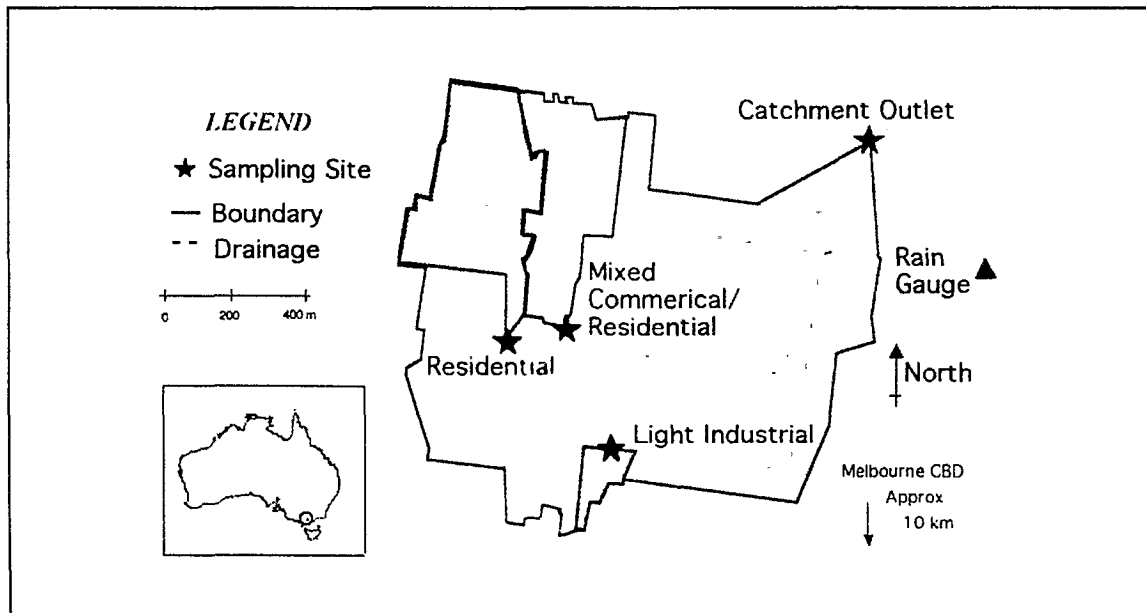 LEGEND
Sampling Site
Boundary
Drainage
0 200 400 m
Catchment Outlet
Rain
Gauge
Mixed
Commerical/
Residential
Residential
North
Light Industrial
Melbourne CBD
Approx
10 km